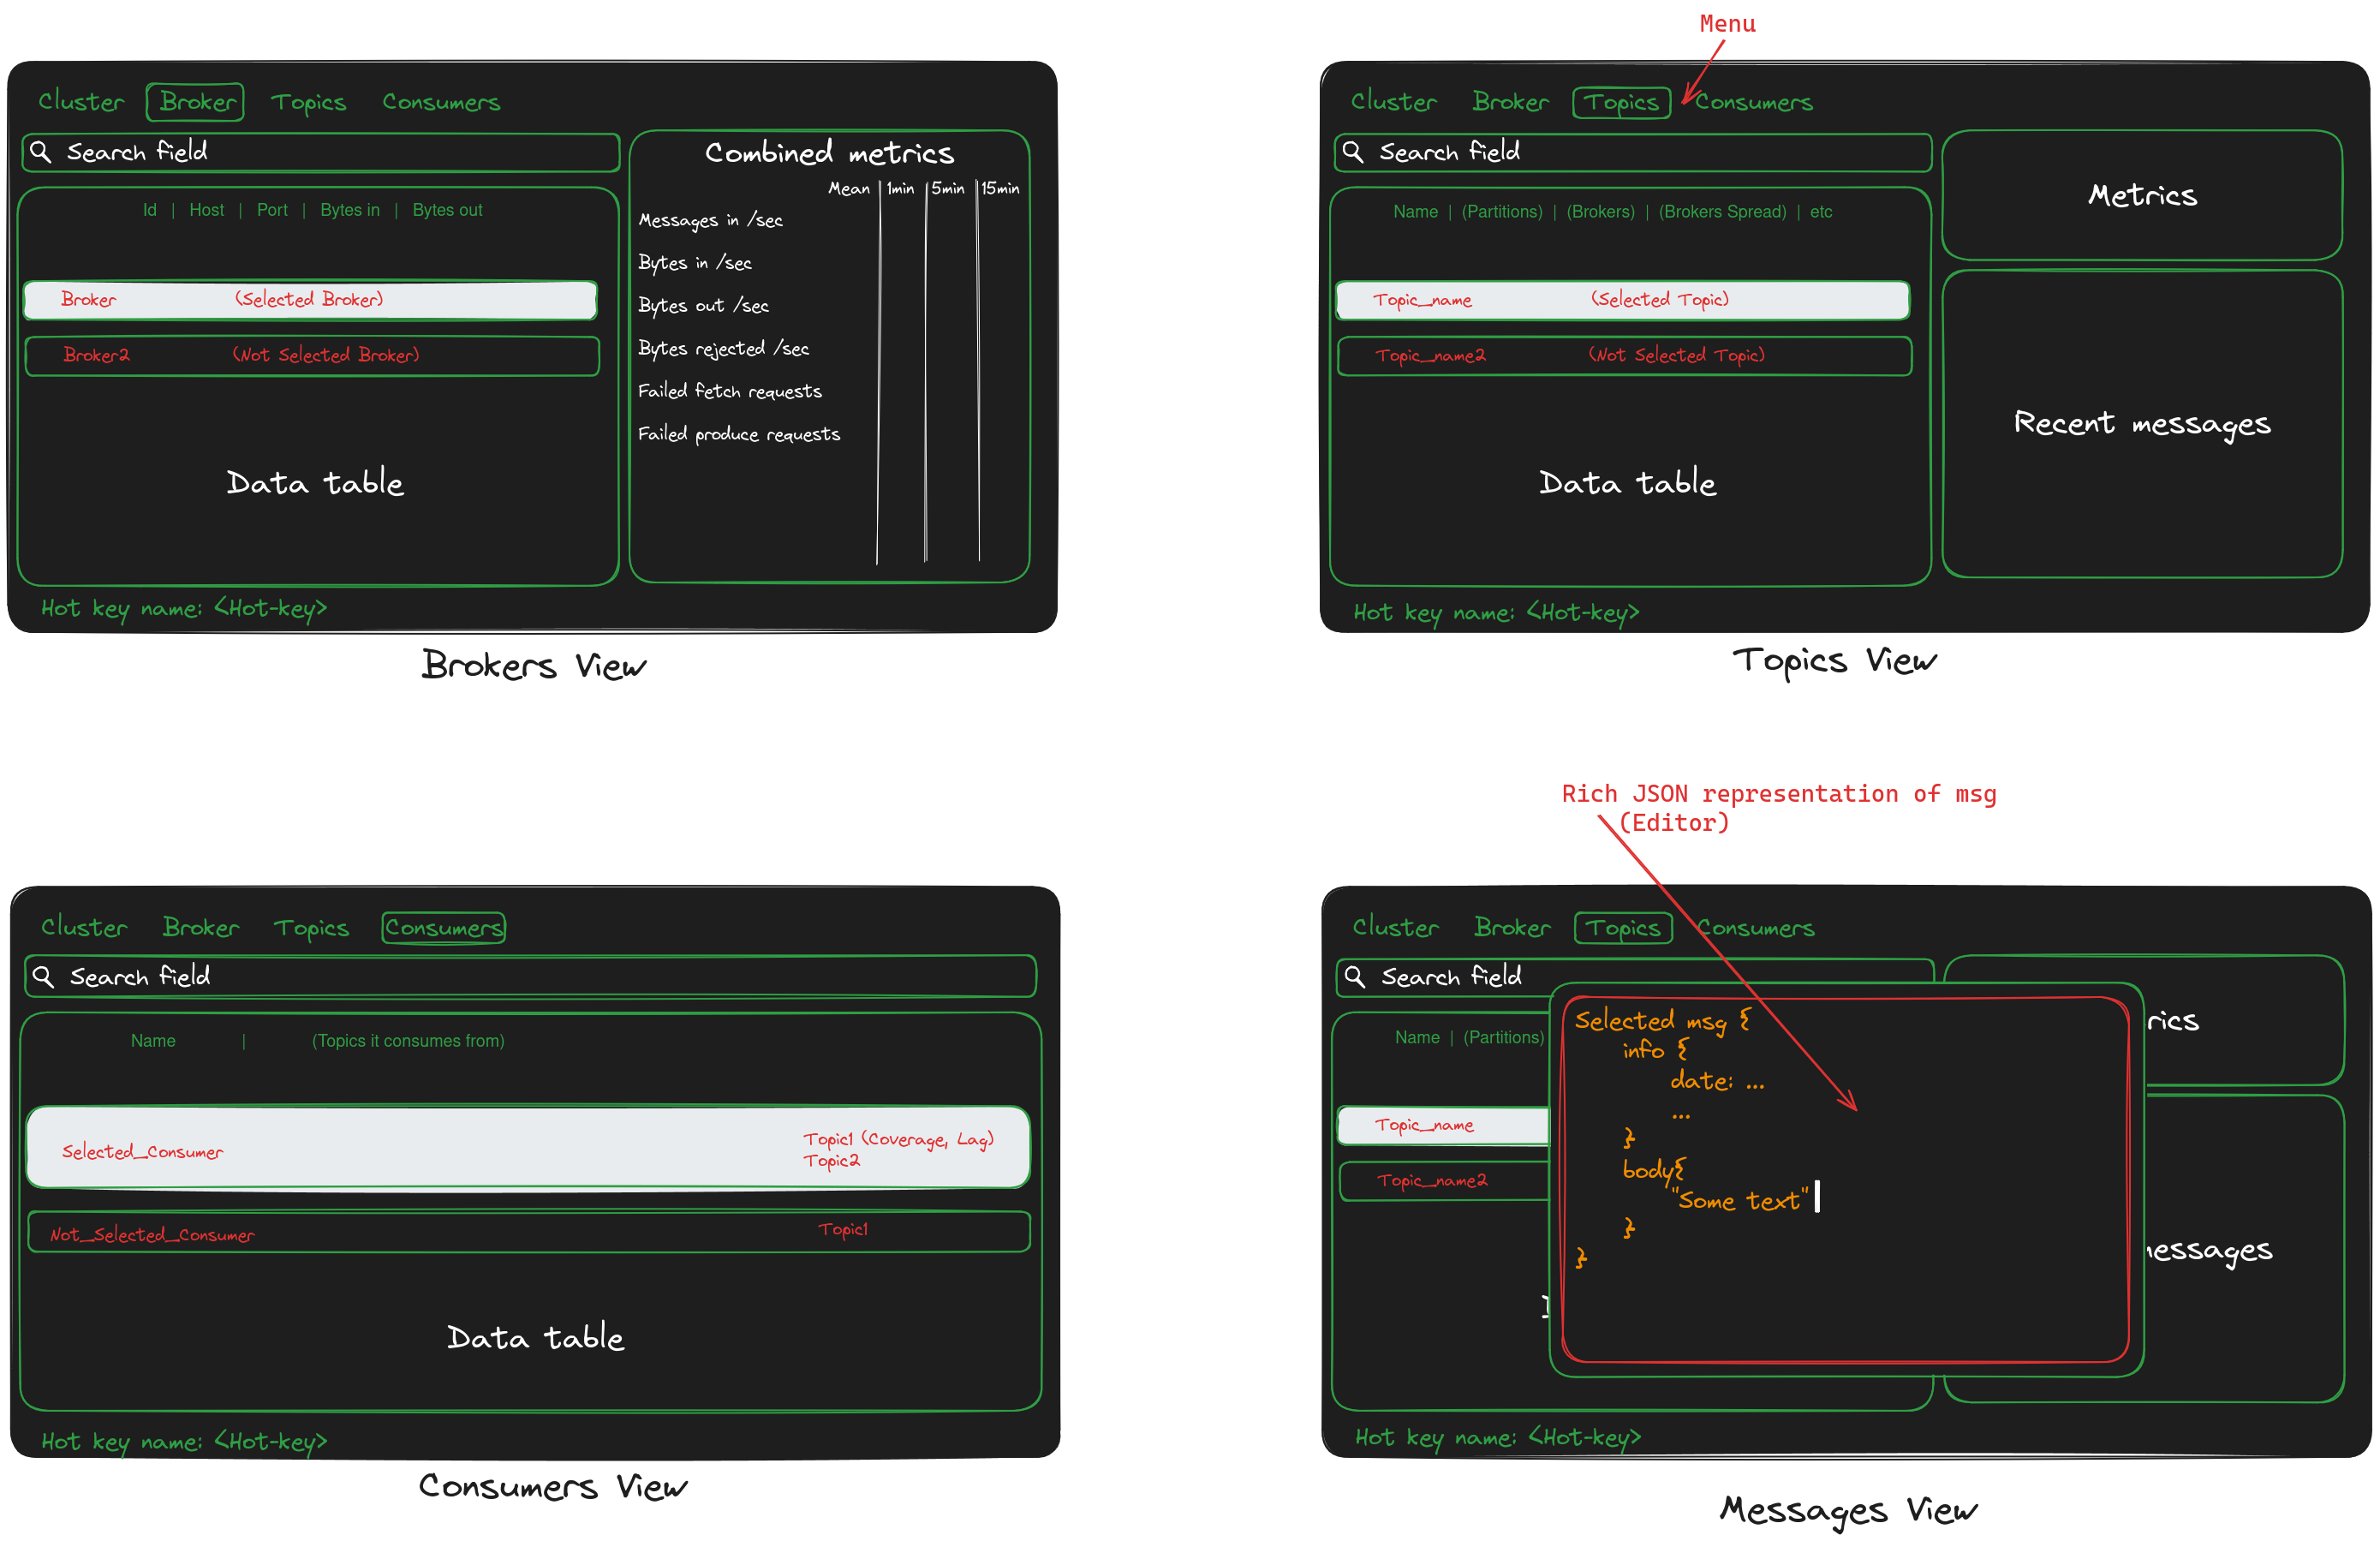 Menu
Cluster Broker Topics Consumers
Search field
Id | Host | Port | Bytes in | Bytes out
Broker (Selected Broker)
Broker2 (Not Selected Broker)
Data table
Combined metrics
Mean 1min 5min 15min
Messages in /sec
Bytes in /sec
Bytes out /sec
Bytes rejected /sec
Failed fetch requests
Failed produce requests
Hot key name: <Hot-key>
Brokers View
Cluster Broker Topics Consumers
Search field
Name | (Partitions) | (Brokers) | (Brokers Spread) | etc
Topic_name (Selected Topic)
Topic_name2 (Not Selected Topic)
Data table
Metrics
Recent messages
Hot key name: <Hot-key>
Topics View
Cluster Broker Topics Consumers
Search field
Name | (Topics it consumes from)
Selected_Consumer
Topic1 (Coverage, Lag)
Topic2
Not_Selected_Consumer Topic1
Data table
Hot key name: <Hot-key>
Consumers View
Rich JSON representation of msg
(Editor)
Cluster Broker Topics Consumers
Search field
Name | (Partitions)
Topic_name
Topic_name2
Selected msg {
info {
date: ...
...
}
body{
"Some text"
}
}
rics
essages
Hot key name: <Hot-key>
Messages View